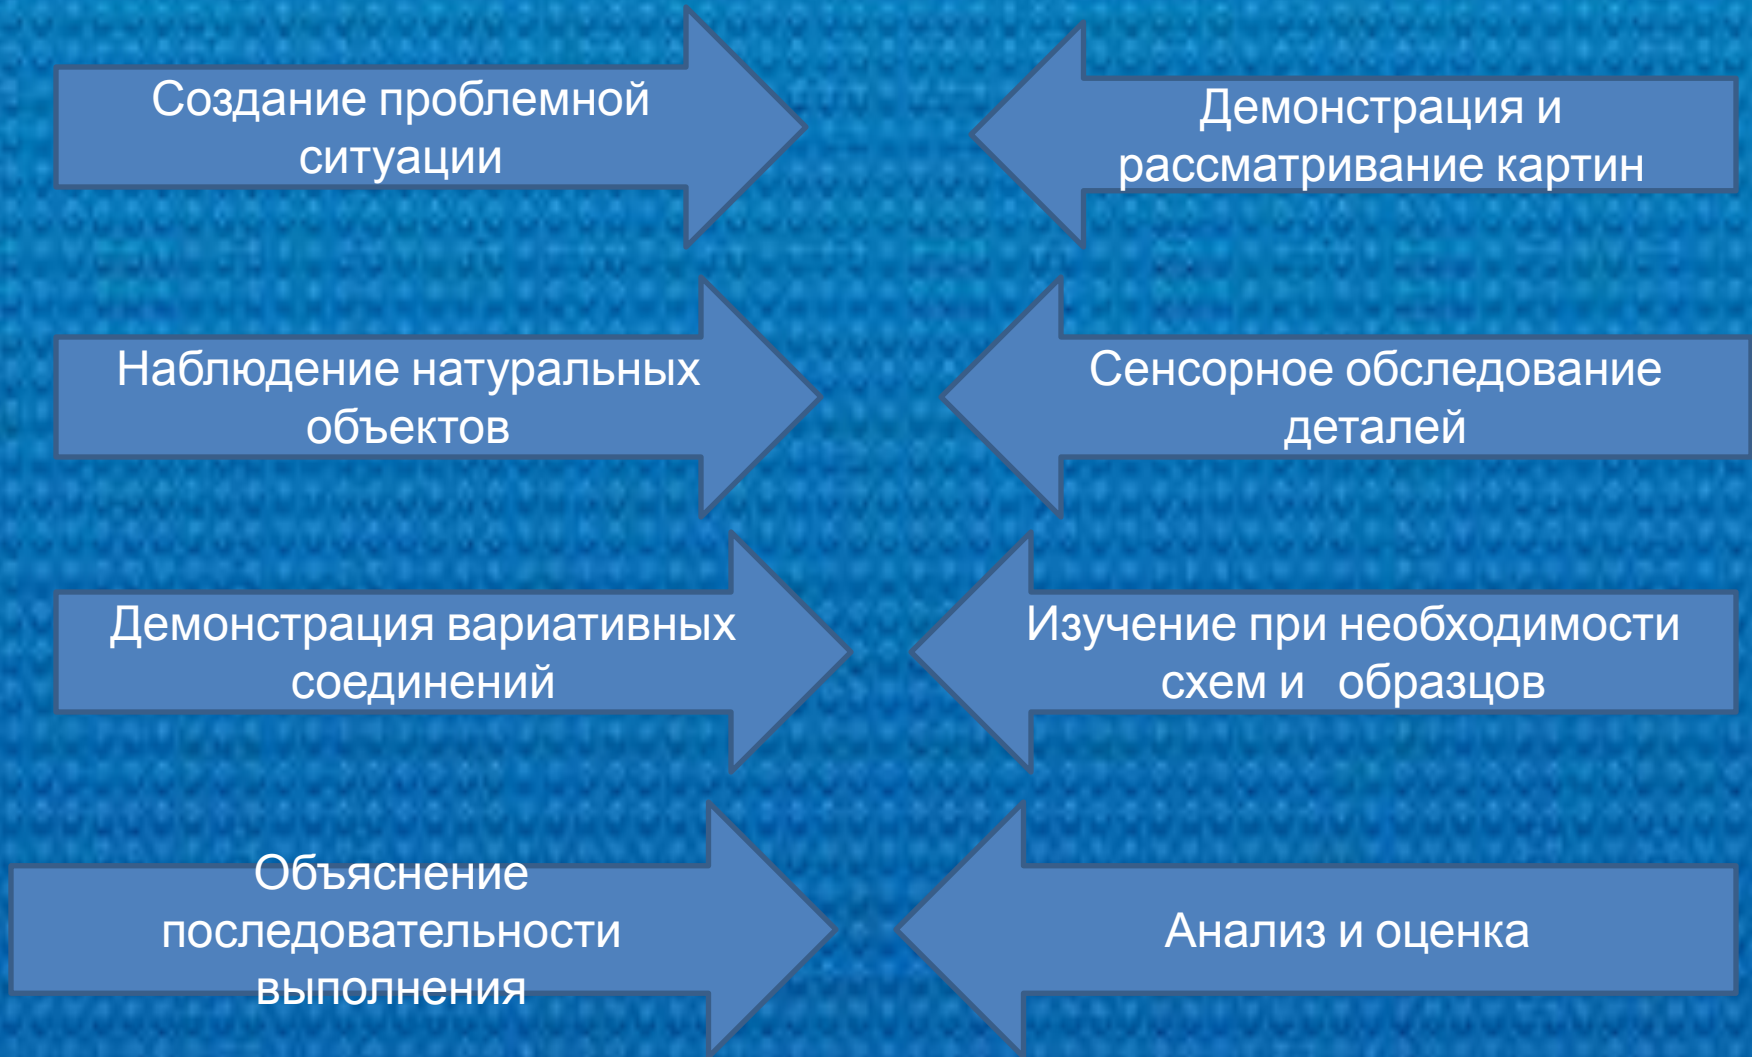 Создание проблемной
ситуации
Демонстрация и
рассматривание картин
Наблюдение натуральных
объектов
Сенсорное обследование
деталей
Демонстрация вариативных
соединений
Изучение при необходимости
схем и образцов
Объяснение
последовательности
выполнения
Анализ и оценка